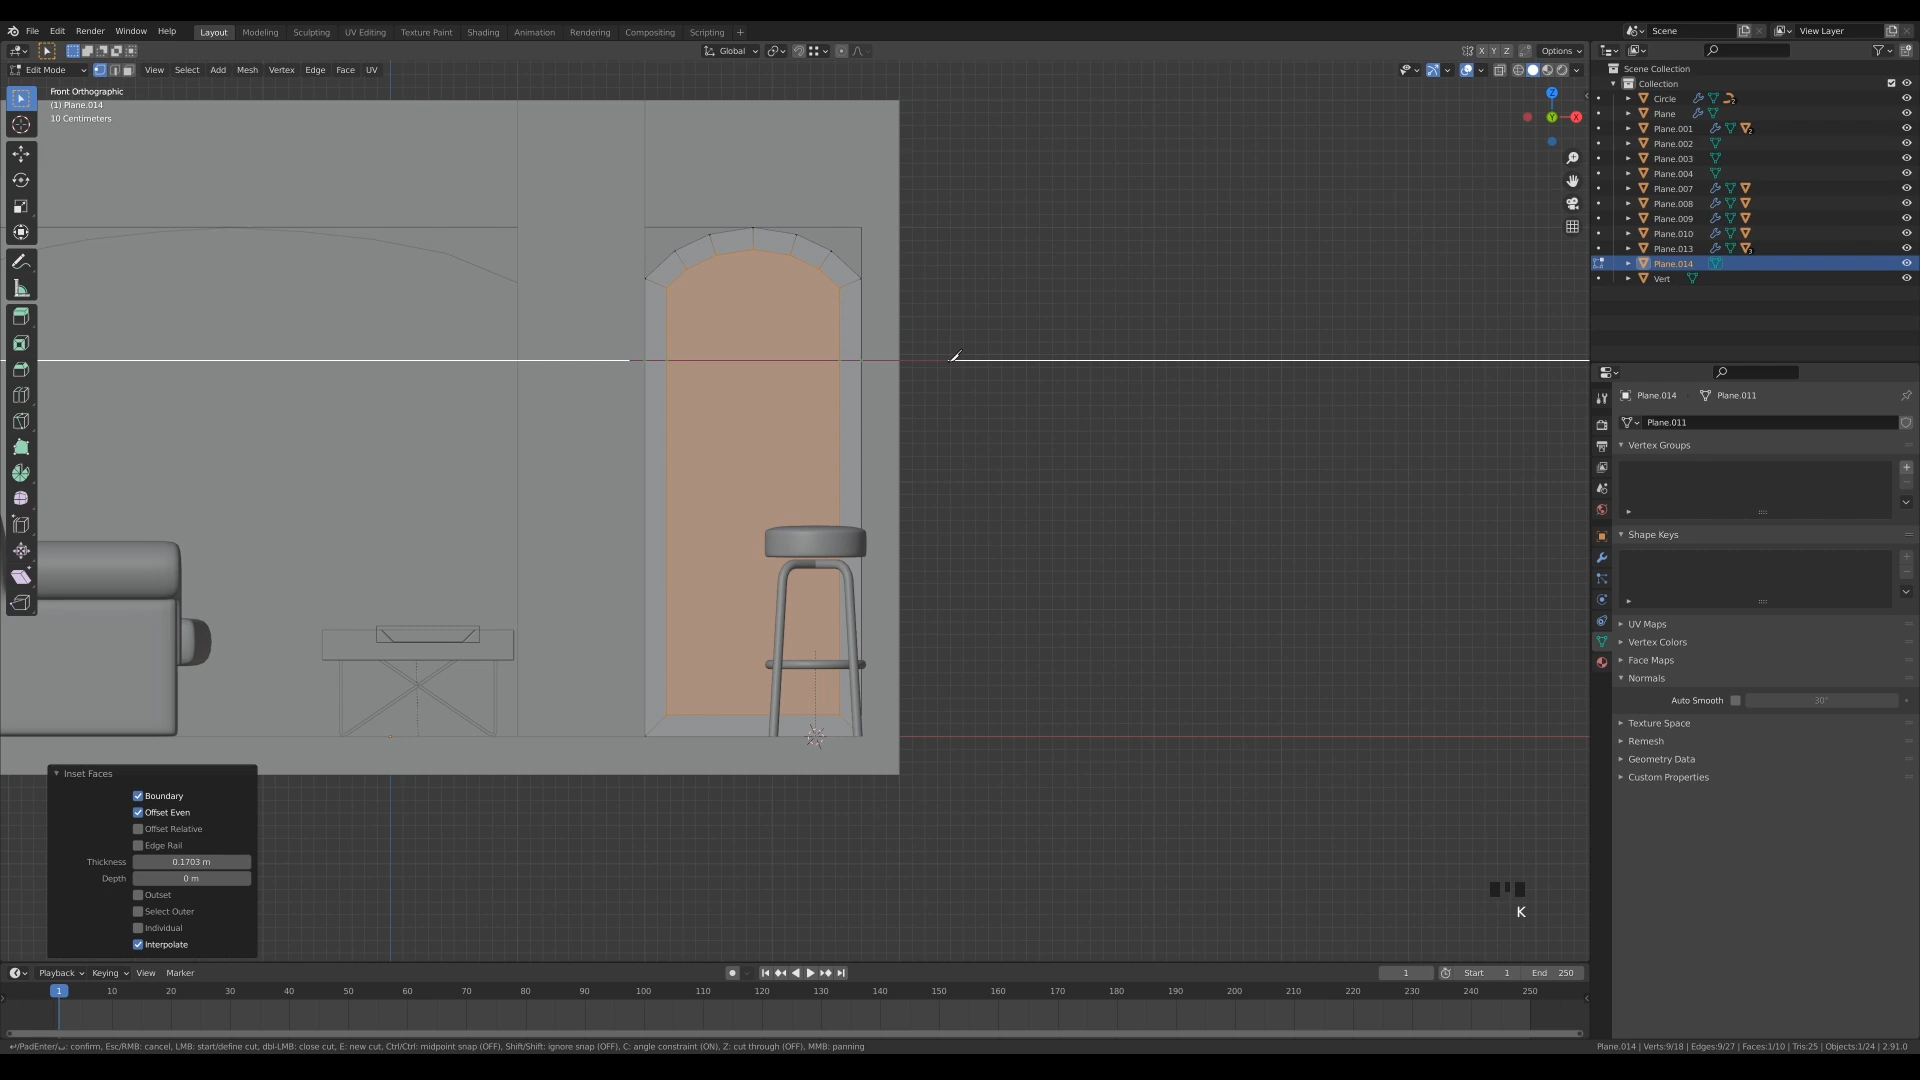 File Edit Render Window Help Layout Modeling Sculpting UV Editing Texture Paint Shading Animation Rendering Compositing Scripting + Scene View Layer
Global X Y Z Options
Edit Mode View Select Add Mesh Vertex Edge Face UV
Front Orthographic
(1) Plane.014
10 Centimeters
Z
Y
X
Scene Collection
Collection
Circle 2
Plane
Plane.001 2
Plane.002
Plane.003
Plane.004
Plane.007
Plane.008
Plane.009
Plane.010
Plane.013 3
Plane.014
Vert
Plane.014 Plane.011
Plane.011
Vertex Groups
Shape Keys
UV Maps
Vertex Colors
Face Maps
Normals
Auto Smooth 30°
Texture Space
Remesh
Geometry Data
Custom Properties
Inset Faces
Boundary
Offset Even
Offset Relative
Edge Rail
Thickness 0.1703 m
Depth 0 m
Outset
Select Outer
Individual
Interpolate
K
Playback Keying View Marker 1 Start 1 End 250
1 10 20 30 40 50 60 70 80 90 100 110 120 130 140 150 160 170 180 190 200 210 220 230 240 250
/PadEnter/ : confirm, Esc/RMB: cancel, LMB: start/define cut, dbl-LMB: close cut, E: new cut, Ctrl/Ctrl: midpoint snap (OFF), Shift/Shift: ignore snap (OFF), C: angle constraint (ON), Z: cut through (OFF), MMB: panning
Plane.014 | Verts:9/18 | Edges:9/27 | Faces:1/10 | Tris:25 | Objects:1/24 | 2.91.0